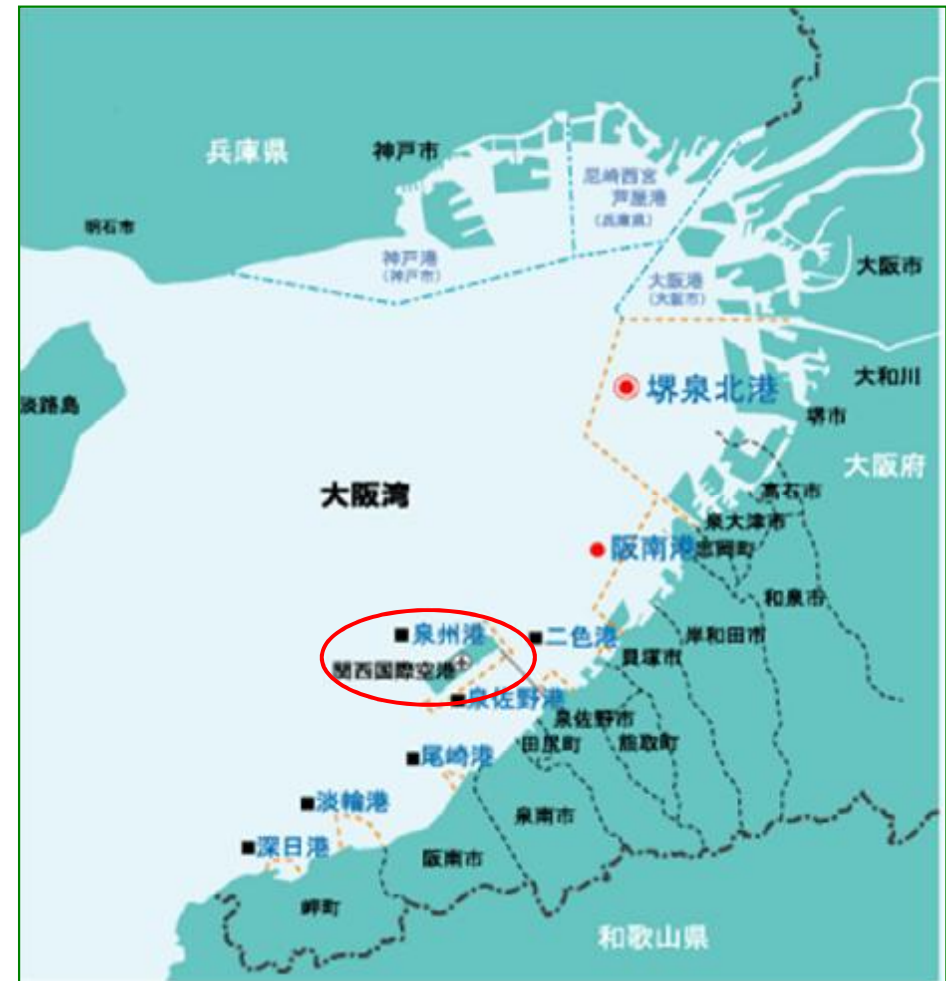 兵庫県
神戸市
尼崎西宮
芦屋港
(兵庫県)
明石市
神戸港
(神戸市)
大阪港
(大阪市)
大阪市
大和川
淡路島
堺泉北港
堺市
大阪府
大阪湾
高石市
泉大津市
阪南港
忠岡町
和泉市
泉州港
二色港
岸和田市
関西国際空港
貝塚市
泉佐野港
泉佐野市
田尻町
熊取町
尾崎港
淡輪港
泉南市
深日港
阪南市
岬町
和歌山県